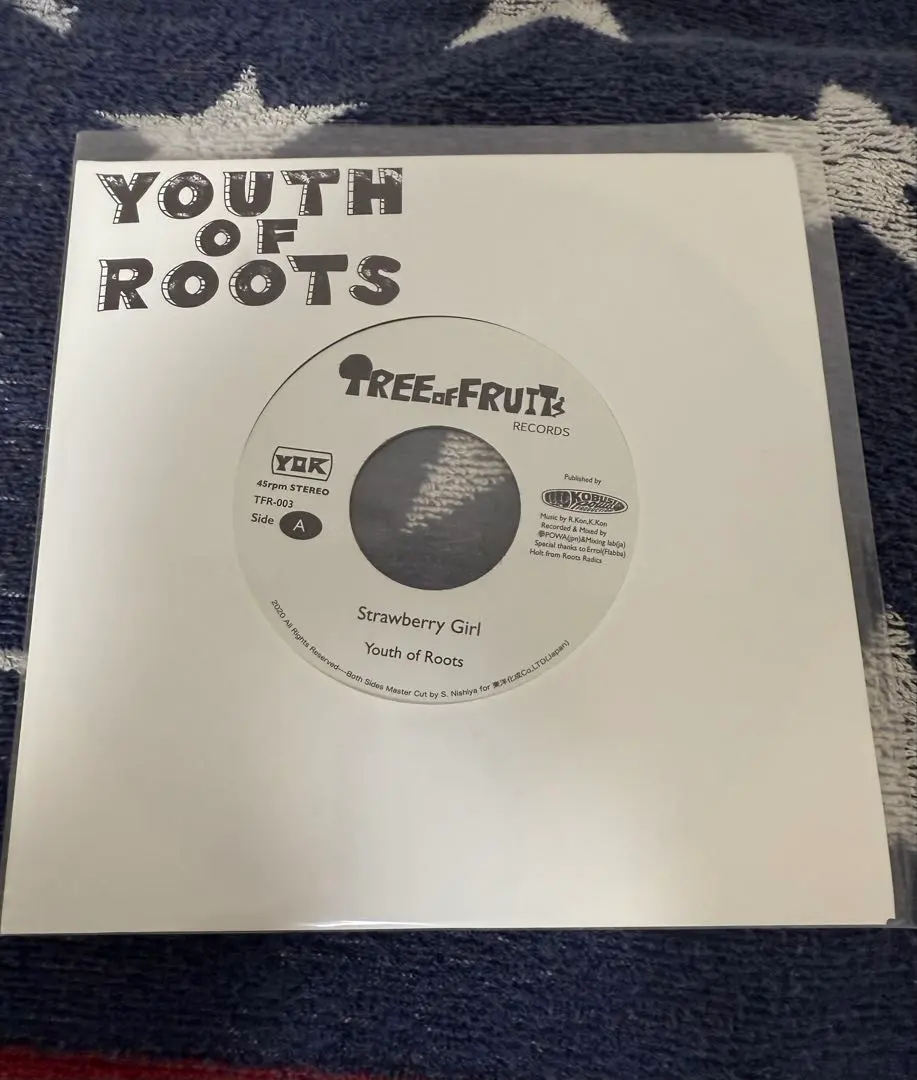 YOUTH
OF
ROOTS
TREE OF FRUITS
RECORDS
YOR
45rpm STEREO
TFR-003
Side A
Published by
Music by R.Kon,K.Kon
Recorded & Mixed by
POWA(jpn)&Mixing lab(ja)
Special thanks to Errol(Flabba)
Holt from Roots Radics
Strawberry Girl
Youth of Roots
2020 All Rights Reserved---Both Sides Master Cut by S. Nishiya for 東洋化成Co.LTD(Japan)